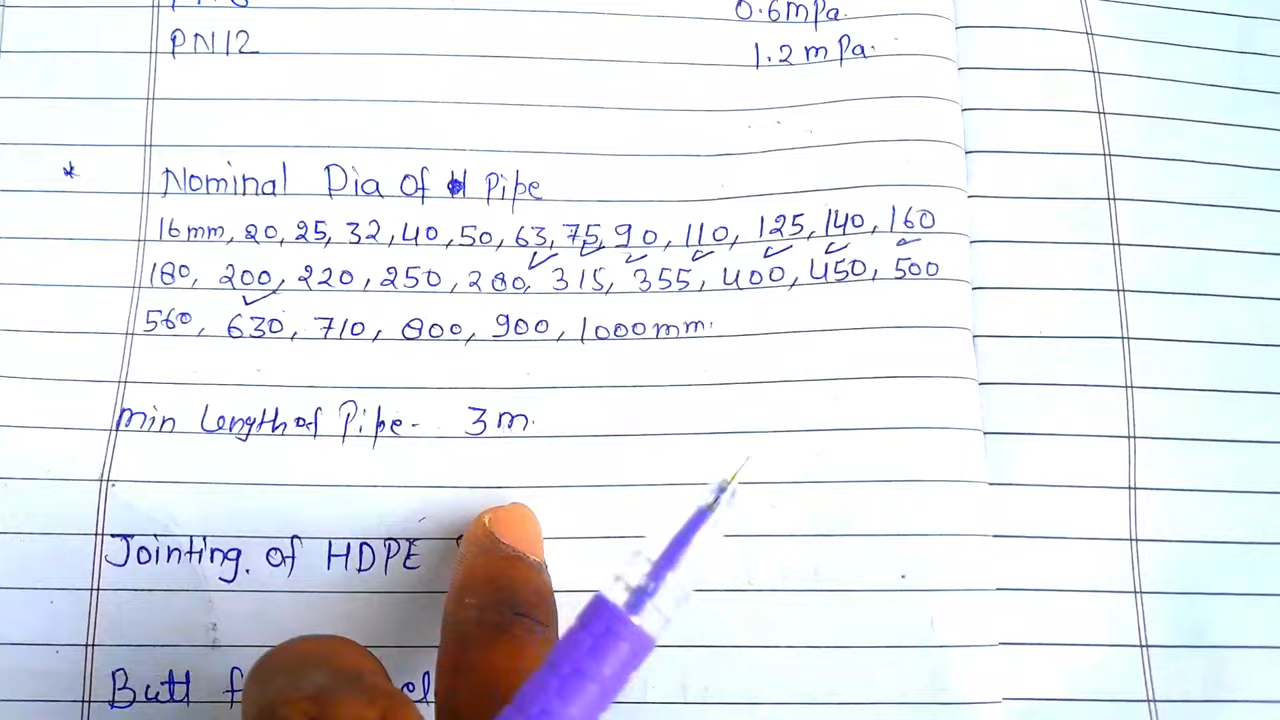 0.6mpa.
PN12 1.2 mpa.
* Nominal Dia of Pipe
16mm, 20, 25, 32, 40, 50, 63, 75, 90, 110, 125, 140, 160
180, 200, 220, 250, 280, 315, 355, 400, 450, 500
560, 630, 710, 800, 900, 1000mm.
Min Length of Pipe - 3m.
Jointing of HDPE
Butt